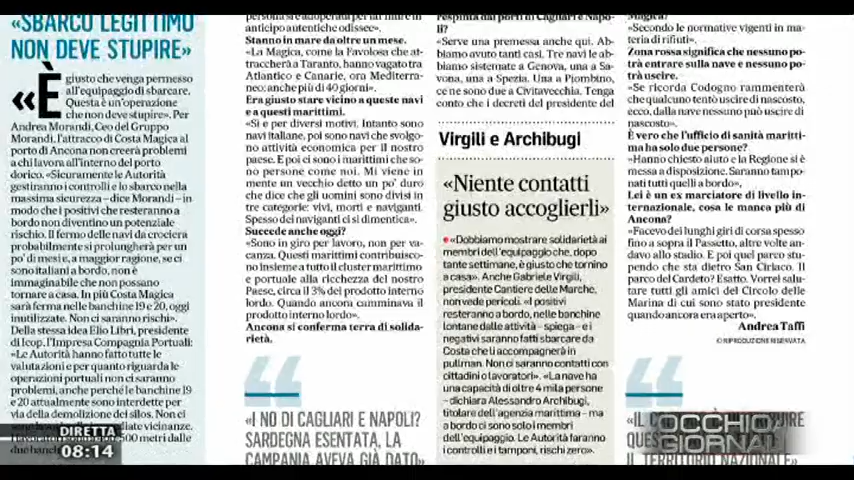 «SBARCO LEGITTIMO
NON DEVE STUPIRE»
«È giusto che venga permesso
all'equipaggio di sbarcare.
Questa è un'operazione
che non deve stupire». Per
Andrea Morandi, Ceo del Gruppo
Morandi, l'attracco di Costa Magica al
porto di Ancona non creerà problemi
a chi lavora all'interno del porto
dorico. «Sicuramente le Autorità
gestiranno i controlli e lo sbarco nella
massima sicurezza – dice Morandi – in
modo che i positivi che resteranno a
bordo non diventino un potenziale
rischio. Il fermo delle navi da crociera
probabilmente si prolungherà per un
po' di mesi e, a maggior ragione, se ci
sono italiani a bordo, non è
immaginabile che non possano
tornare a casa. In più Costa Magica
sarà ferma nelle banchine 19 e 20, oggi
inutilizzate. Non ci saranno rischi».
Della stessa idea Elio Libri, presidente
di Icop, l'Impresa Compagnia Portuali:
«Le Autorità hanno fatto tutte le
valutazioni e per quanto riguarda le
operazioni portuali non ci saranno
problemi, anche perché le banchine 19
e 20 attualmente sono interdette per
via della demolizione dei silos. Non ci
anticipo autentiche odissee».
Stanno in mare da oltre un mese.
«La Magica, come la Favolosa che at-
traccherà a Taranto, hanno vagato tra
Atlantico e Canarie, ora Mediterra-
neo: anche più di 40 giorni».
Era giusto stare vicino a queste navi e
a questi marittimi.
«Sì e per diversi motivi. Intanto sono
navi italiane, poi sono navi che svolgo-
no attività economica per il nostro
paese. E poi ci sono i marittimi che so-
no persone come noi. Mi viene in
mente un vecchio detto un po' duro
che dice che gli uomini sono divisi in
tre categorie: vivi, morti e naviganti.
Spesso dei naviganti ci si dimentica».
Succede anche oggi?
«Sono in giro per lavoro, non per va-
canza. Questi marittimi contribuisco-
no insieme a tutto il cluster marittimo
e portuale alla ricchezza del nostro
Paese, circa il 3% del prodotto interno
lordo. Quando ancora camminava il
prodotto interno lordo».
Ancona si conferma terra di solida-
rietà.
«I NO DI CAGLIARI E NAPOLI?
SARDEGNA ESENTATA, LA
CAMPANIA AVEVA GIÀ DATO»
respinta dai porti di Cagliari e Napo-
li?
«Serve una premessa anche qui. Ab-
biamo avuto tanti casi. Tre navi le ab-
biamo sistemate a Genova, una a Sa-
vona, una a Spezia. Una a Piombino,
ce ne sono due a Civitavecchia. Tenga
conto che i decreti del presidente del
Virgili e Archibugi
«Niente contatti
giusto accoglierli»
«Dobbiamo mostrare solidarietà ai
membri dell'equipaggio che, dopo
tante settimane, è giusto che tornino
a casa». Anche Gabriele Virgili,
presidente Cantiere delle Marche,
non vede pericoli. «I positivi
resteranno a bordo, nelle banchine
lontane dalle attività – spiega – e i
negativi saranno fatti sbarcare da
Costa che li accompagnerà in
pullman. Non ci saranno contatti con
cittadini o lavoratori». «La nave ha
una capacità di oltre 4 mila persone
– dichiara Alessandro Archibugi,
titolare dell'agenzia marittima – ma
a bordo ci sono solo i membri
dell'equipaggio. Le Autorità faranno
i controlli e i tamponi, rischi zero».
Magica?
«Secondo le normative vigenti in ma-
teria di rifiuti».
Zona rossa significa che nessuno po-
trà entrare sulla nave e nessuno po-
trà uscire.
«Se ricorda Codogno rammenterà
che qualcuno tentò uscire di nascosto,
ecco, dalla nave nessuno può uscire di
nascosto».
È vero che l'ufficio di sanità maritti-
ma ha solo due persone?
«Hanno chiesto aiuto e la Regione si è
messa a disposizione. Saranno tam-
ponati tutti quelli a bordo»,
Lei è un ex marciatore di livello in-
ternazionale, cosa le manca più di
Ancona?
«Facevo dei lunghi giri di corsa spesso
fino a sopra il Passetto, altre volte an-
davo allo stadio. E poi quel parco stu-
pendo che sta dietro San Ciriaco. Il
parco del Cardeto? Esatto. Vorrei salu-
tare tutti gli amici del Circolo delle
Marina di cui sono stato presidente
quando ancora era aperto».
Andrea Taffi
© RIPRODUZIONE RISERVATA
IL TERRITORIO NAZIONALE»
OCCHIO
GIORNALI
DIRETTA
08:14